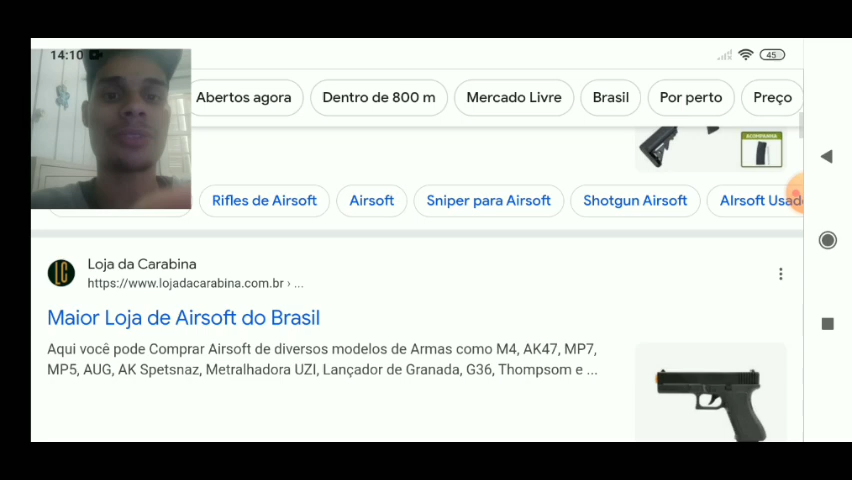 14:10
45
Abertos agora
Dentro de 800 m
Mercado Livre
Brasil
Por perto
Preço
Rifles de Airsoft
Airsoft
Sniper para Airsoft
Shotgun Airsoft
AIrsoft Usado
LC
Loja da Carabina
https://www.lojadacarabina.com.br › ...
Maior Loja de Airsoft do Brasil
Aqui você pode Comprar Airsoft de diversos modelos de Armas como M4, AK47, MP7,
MP5, AUG, AK Spetsnaz, Metralhadora UZI, Lançador de Granada, G36, Thompsom e ...